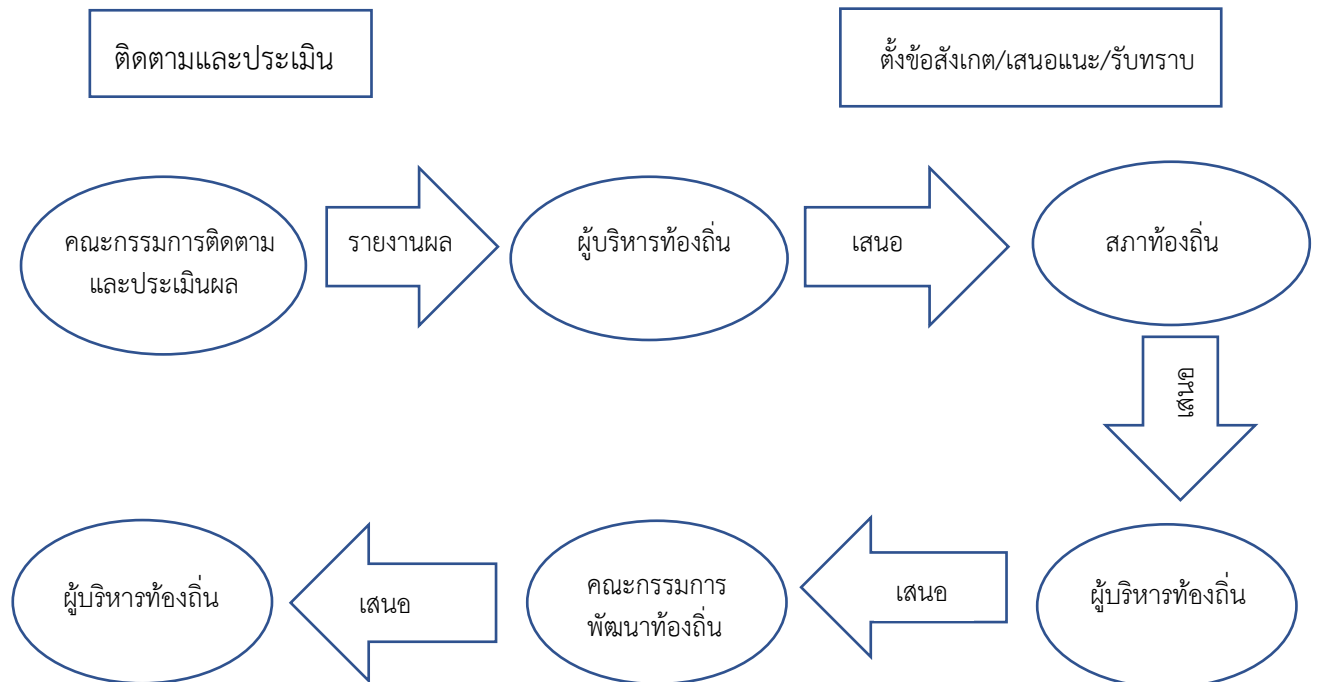 ติดตามและประเมิน
ตั้งข้อสังเกต/เสนอแนะ/รับทราบ
คณะกรรมการติดตาม
และประเมินผล
รายงานผล
ผู้บริหารท้องถิ่น
เสนอ
สภาท้องถิ่น
เสนอ
ผู้บริหารท้องถิ่น
เสนอ
คณะกรรมการ
พัฒนาท้องถิ่น
เสนอ
ผู้บริหารท้องถิ่น